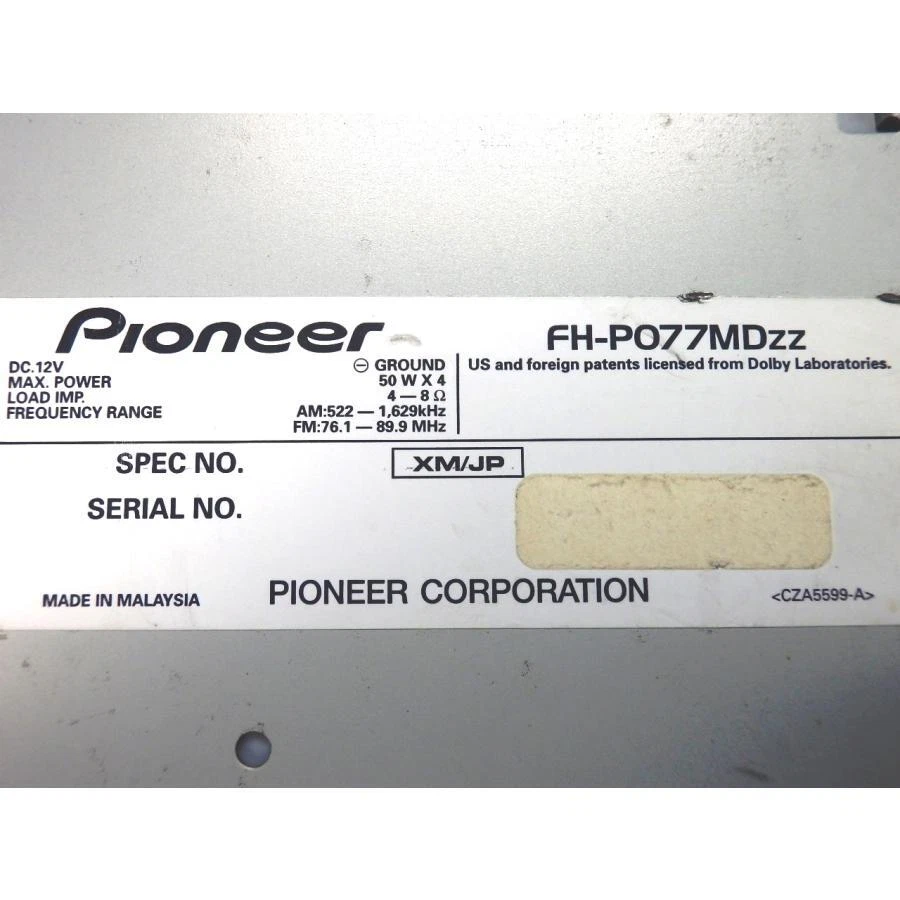 Pioneer
DC.12V ⊖ GROUND
MAX. POWER 50 W X 4
LOAD IMP. 4 — 8 Ω
FREQUENCY RANGE AM:522 — 1,629kHz
FM:76.1 — 89.9 MHz
FH-P077MDzz
US and foreign patents licensed from Dolby Laboratories.
SPEC NO. XM/JP
SERIAL NO.
MADE IN MALAYSIA PIONEER CORPORATION <CZA5599-A>